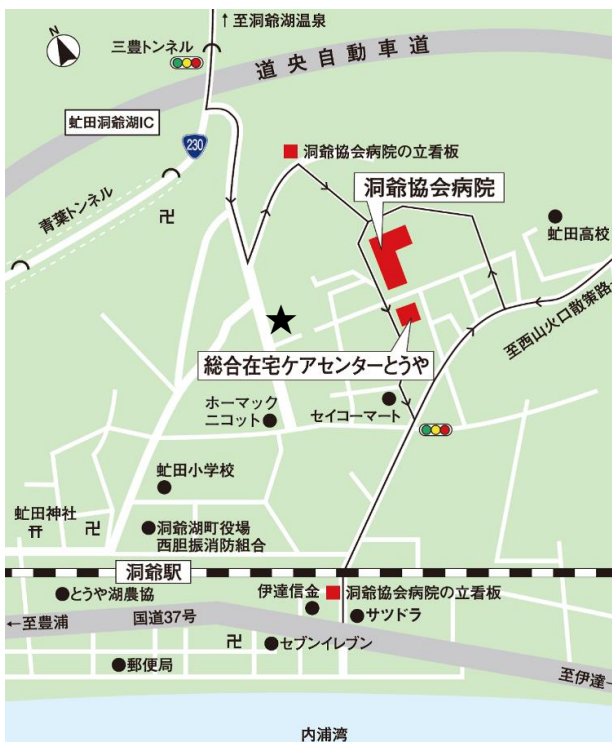 ↑至洞爺湖温泉
N
三豊トンネル
道央自動車道
虻田洞爺湖IC
230
洞爺協会病院の立看板
洞爺協会病院
青葉トンネル
虻田高校
至西山火口散策路→
総合在宅ケアセンターとうや
ホーマック
ニコット
セイコーマート
虻田小学校
虻田神社
洞爺湖町役場
西胆振消防組合
洞爺駅
とうや湖農協
伊達信金
洞爺協会病院の立看板
サツドラ
←至豊浦
国道37号
セブンイレブン
郵便局
至伊達→
内浦湾